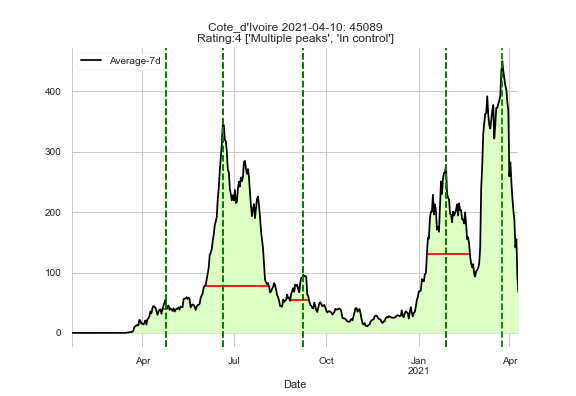 Cote_d'Ivoire 2021-04-10: 45089
Rating:4 ['Multiple peaks', 'In control']
Average-7d
400
300
200
100
0
Apr Jul Oct Jan Apr
2021
Date